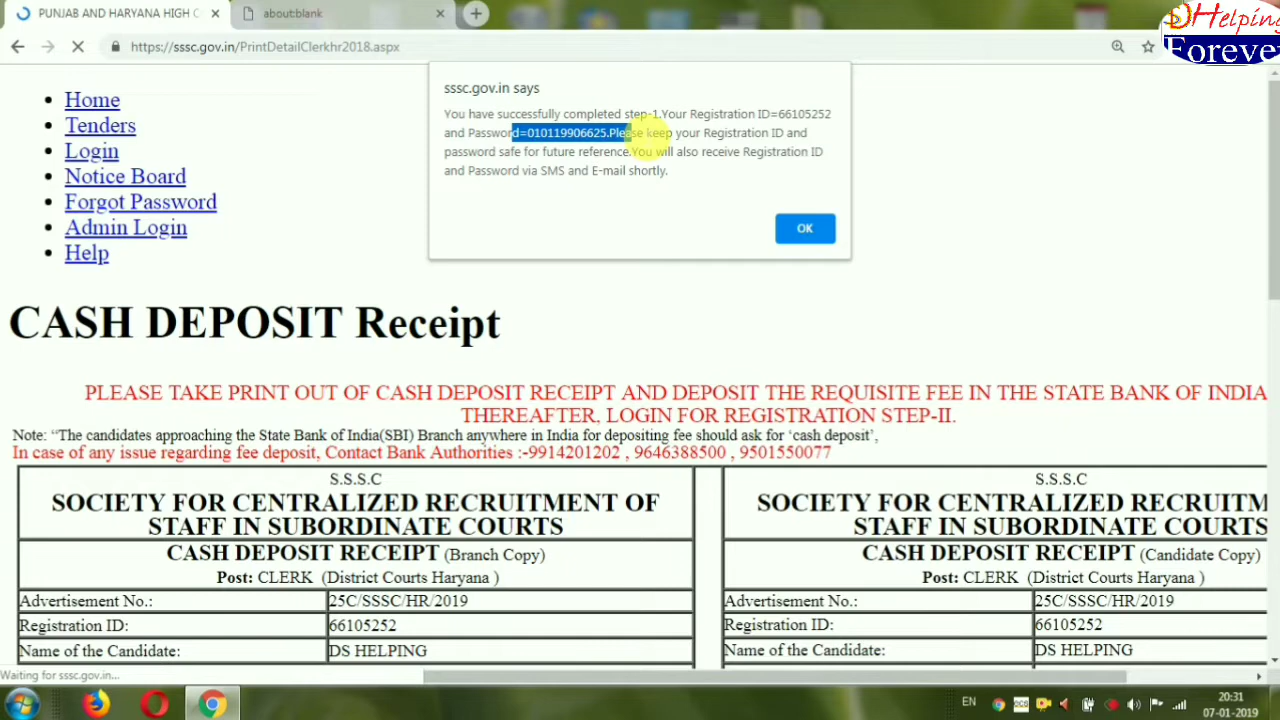 PUNJAB AND HARYANA HIGH C
about:blank
https://sssc.gov.in/PrintDetailClerkhr2018.aspx
DS Helping
Forever
Home
Tenders
Login
Notice Board
Forgot Password
Admin Login
Help
sssc.gov.in says
You have successfully completed step-1.Your Registration ID=66105252
and Password=010119906625.Please keep your Registration ID and
password safe for future reference.You will also receive Registration ID
and Password via SMS and E-mail shortly.
OK
CASH DEPOSIT Receipt
PLEASE TAKE PRINT OUT OF CASH DEPOSIT RECEIPT AND DEPOSIT THE REQUISITE FEE IN THE STATE BANK OF INDIA
THEREAFTER, LOGIN FOR REGISTRATION STEP-II.
Note: “The candidates approaching the State Bank of India(SBI) Branch anywhere in India for depositing fee should ask for ‘cash deposit’,
In case of any issue regarding fee deposit, Contact Bank Authorities :-9914201202 , 9646388500 , 9501550077
S.S.S.C
SOCIETY FOR CENTRALIZED RECRUITMENT OF
STAFF IN SUBORDINATE COURTS
CASH DEPOSIT RECEIPT (Branch Copy)
Post: CLERK (District Courts Haryana )
Advertisement No.: 25C/SSSC/HR/2019
Registration ID: 66105252
Name of the Candidate: DS HELPING
S.S.S.C
SOCIETY FOR CENTRALIZED RECRUITM
STAFF IN SUBORDINATE COURTS
CASH DEPOSIT RECEIPT (Candidate Copy)
Post: CLERK (District Courts Haryana )
Advertisement No.: 25C/SSSC/HR/2019
Registration ID: 66105252
Name of the Candidate: DS HELPING
Waiting for sssc.gov.in...
EN
20:31
07-01-2019